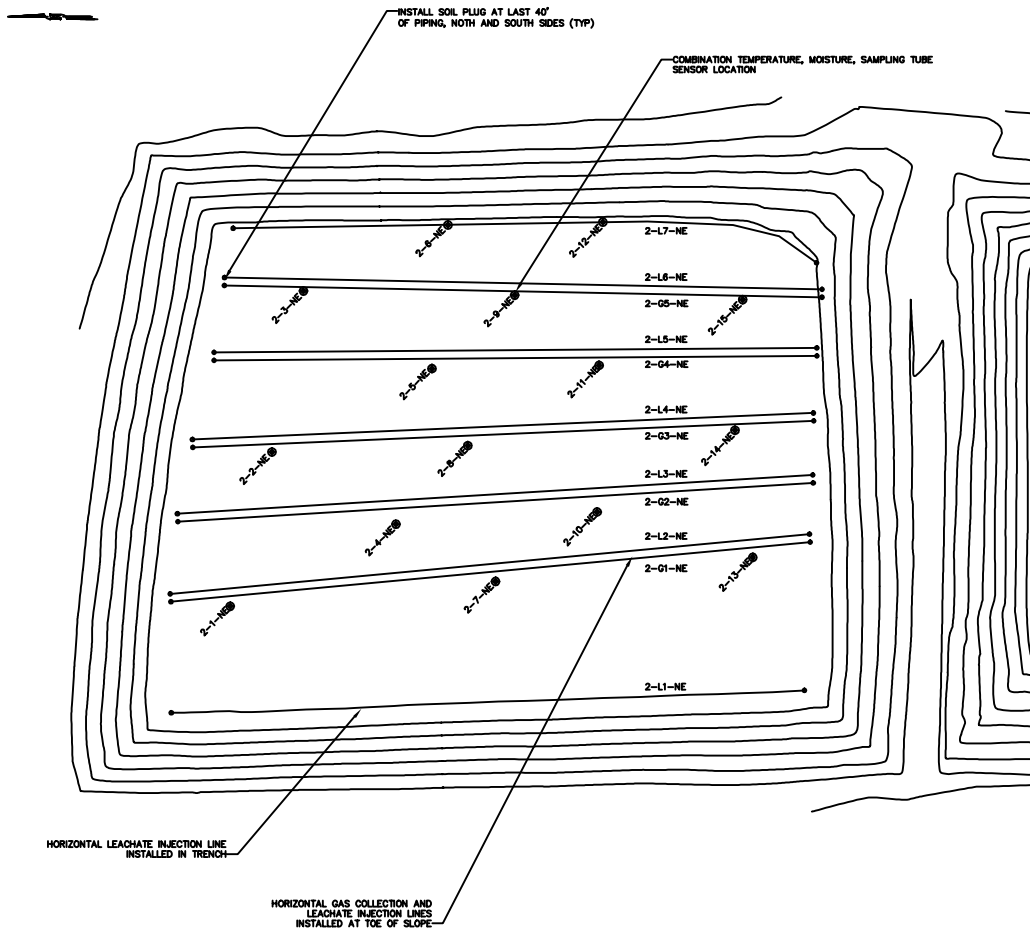 INSTALL SOIL PLUG AT LAST 40'
OF PIPING, NOTH AND SOUTH SIDES (TYP)
COMBINATION TEMPERATURE, MOISTURE, SAMPLING TUBE
SENSOR LOCATION
2-6-NE
2-12-NE
2-L7-NE
2-L6-NE
2-3-NE
2-9-NE
2-G5-NE
2-15-NE
2-L5-NE
2-5-NE
2-11-NE
2-G4-NE
2-L4-NE
2-2-NE
2-8-NE
2-G3-NE
2-14-NE
2-L3-NE
2-4-NE
2-10-NE
2-G2-NE
2-L2-NE
2-1-NE
2-7-NE
2-G1-NE
2-13-NE
2-L1-NE
HORIZONTAL LEACHATE INJECTION LINE
INSTALLED IN TRENCH
HORIZONTAL GAS COLLECTION AND
LEACHATE INJECTION LINES
INSTALLED AT TOE OF SLOPE